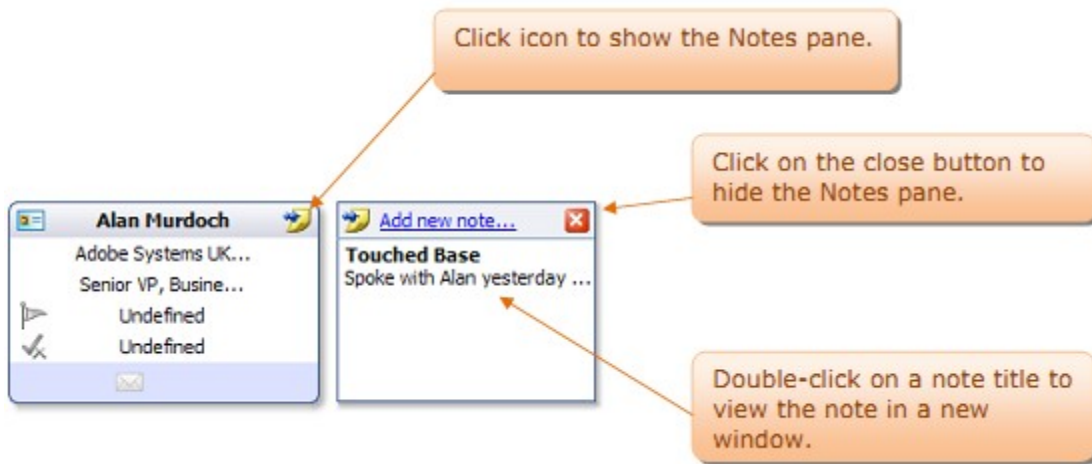 Click icon to show the Notes pane.
Click on the close button to
hide the Notes pane.
Alan Murdoch
Adobe Systems UK...
Senior VP, Busine...
Undefined
Undefined
Add new note...
Touched Base
Spoke with Alan yesterday ...
Double-click on a note title to
view the note in a new
window.